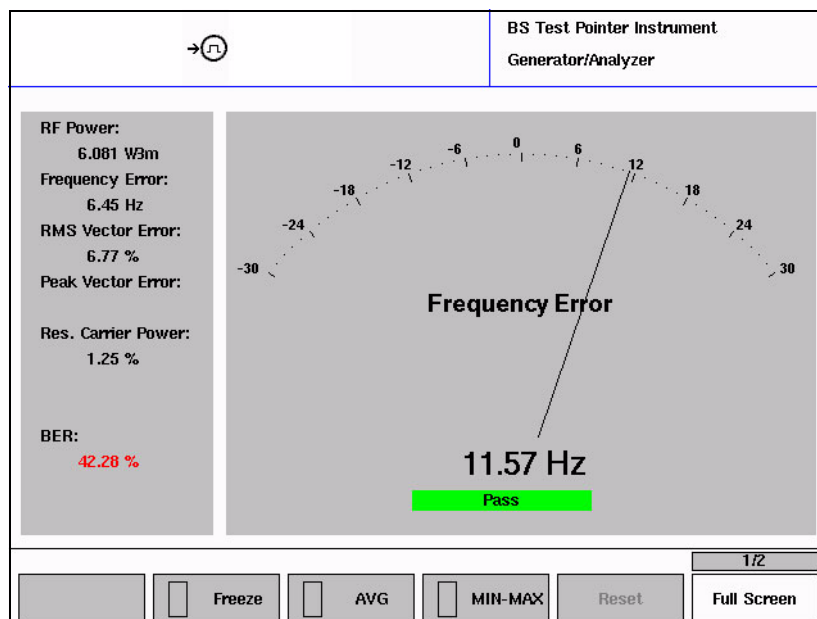 BS Test Pointer Instrument
Generator/Analyzer
RF Power:
6.081 W3m
Frequency Error:
6.45 Hz
RMS Vector Error:
6.77 %
Peak Vector Error:
Res. Carrier Power:
1.25 %
BER:
42.28 %
-30
-24
-18
-12
-6
0
6
12
18
24
30
Frequency Error
11.57 Hz
Pass
1/2
Freeze
AVG
MIN-MAX
Reset
Full Screen